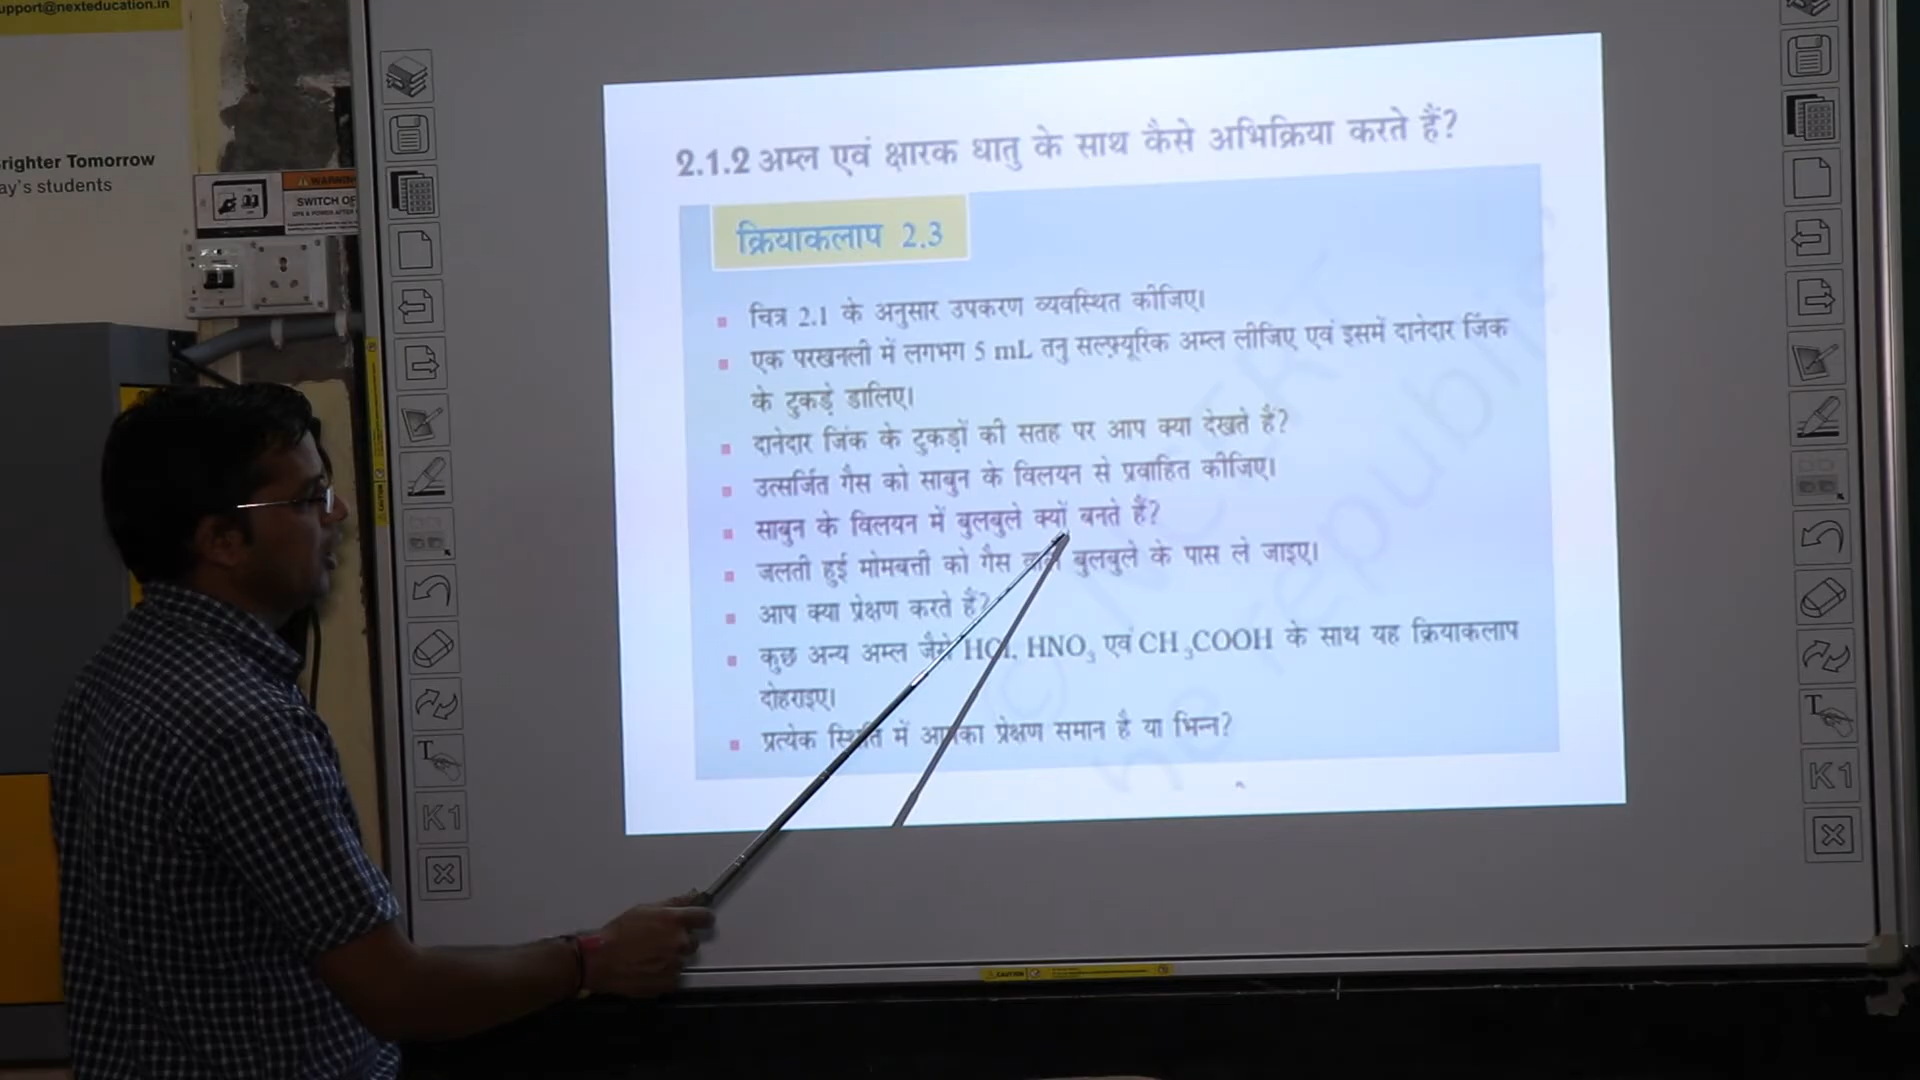 upport@nexteducation.in
righter Tomorrow
ay's students
WARNING
SWITCH OF
2.1.2 अम्ल एवं क्षारक धातु के साथ कैसे अभिक्रिया करते हैं?
क्रियाकलाप 2.3
चित्र 2.1 के अनुसार उपकरण व्यवस्थित कीजिए।
एक परखनली में लगभग 5 mL तनु सल्फ़्यूरिक अम्ल लीजिए एवं इसमें दानेदार जिंक
के टुकड़े डालिए।
दानेदार जिंक के टुकड़ों की सतह पर आप क्या देखते हैं?
उत्सर्जित गैस को साबुन के विलयन से प्रवाहित कीजिए।
साबुन के विलयन में बुलबुले क्यों बनते हैं?
जलती हुई मोमबत्ती को गैस वाले बुलबुले के पास ले जाइए।
आप क्या प्रेक्षण करते हैं?
कुछ अन्य अम्ल जैसे HCl, HNO₃ एवं CH₃COOH के साथ यह क्रियाकलाप
दोहराइए।
प्रत्येक स्थिति में आपका प्रेक्षण समान है या भिन्न?
T
K1
T
K1
CAUTION